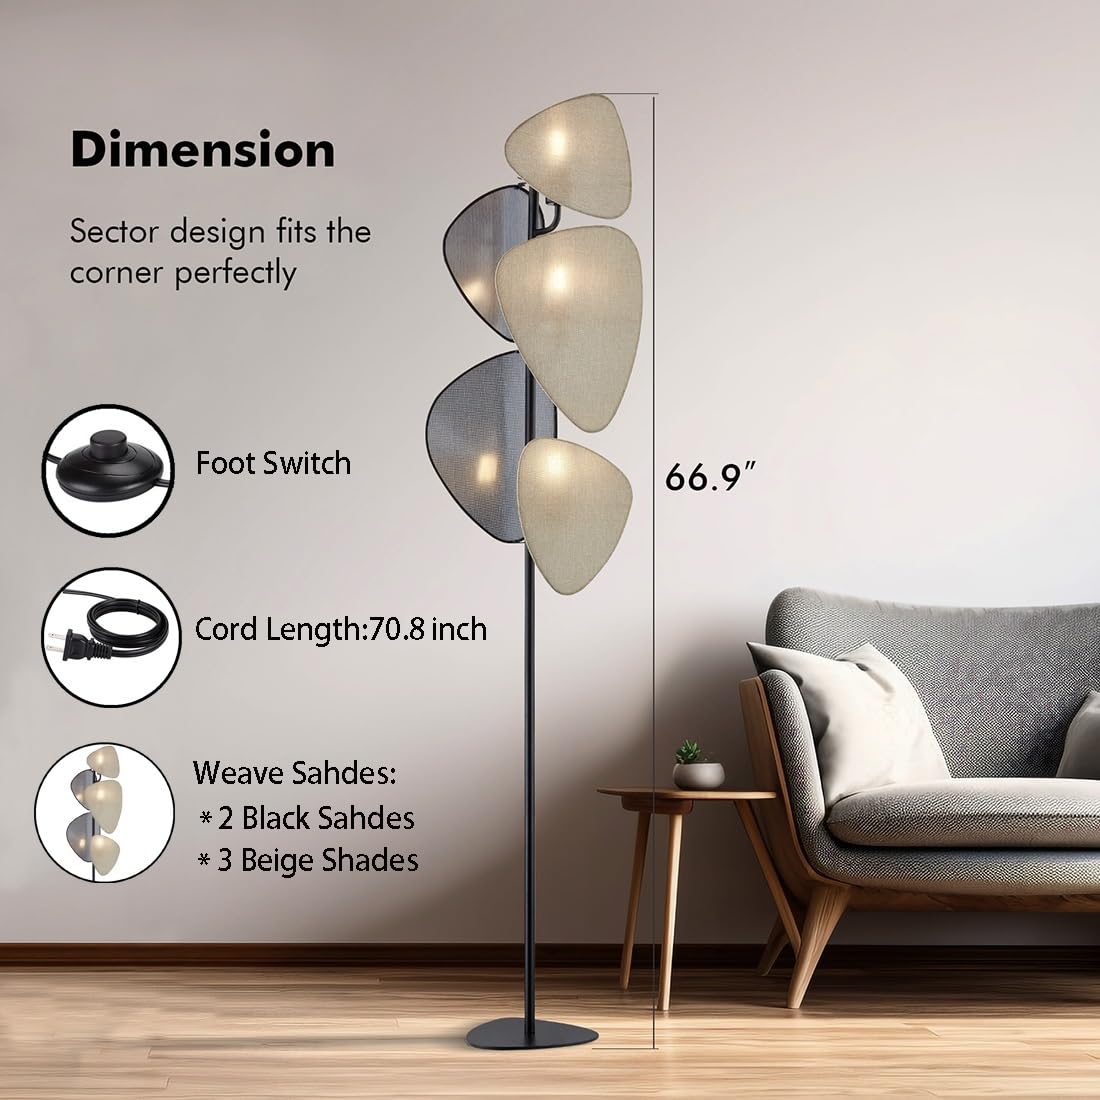 Dimension
Sector design fits the
corner perfectly
Foot Switch
Cord Length:70.8 inch
Weave Sahdes:
* 2 Black Sahdes
* 3 Beige Shades
66.9"